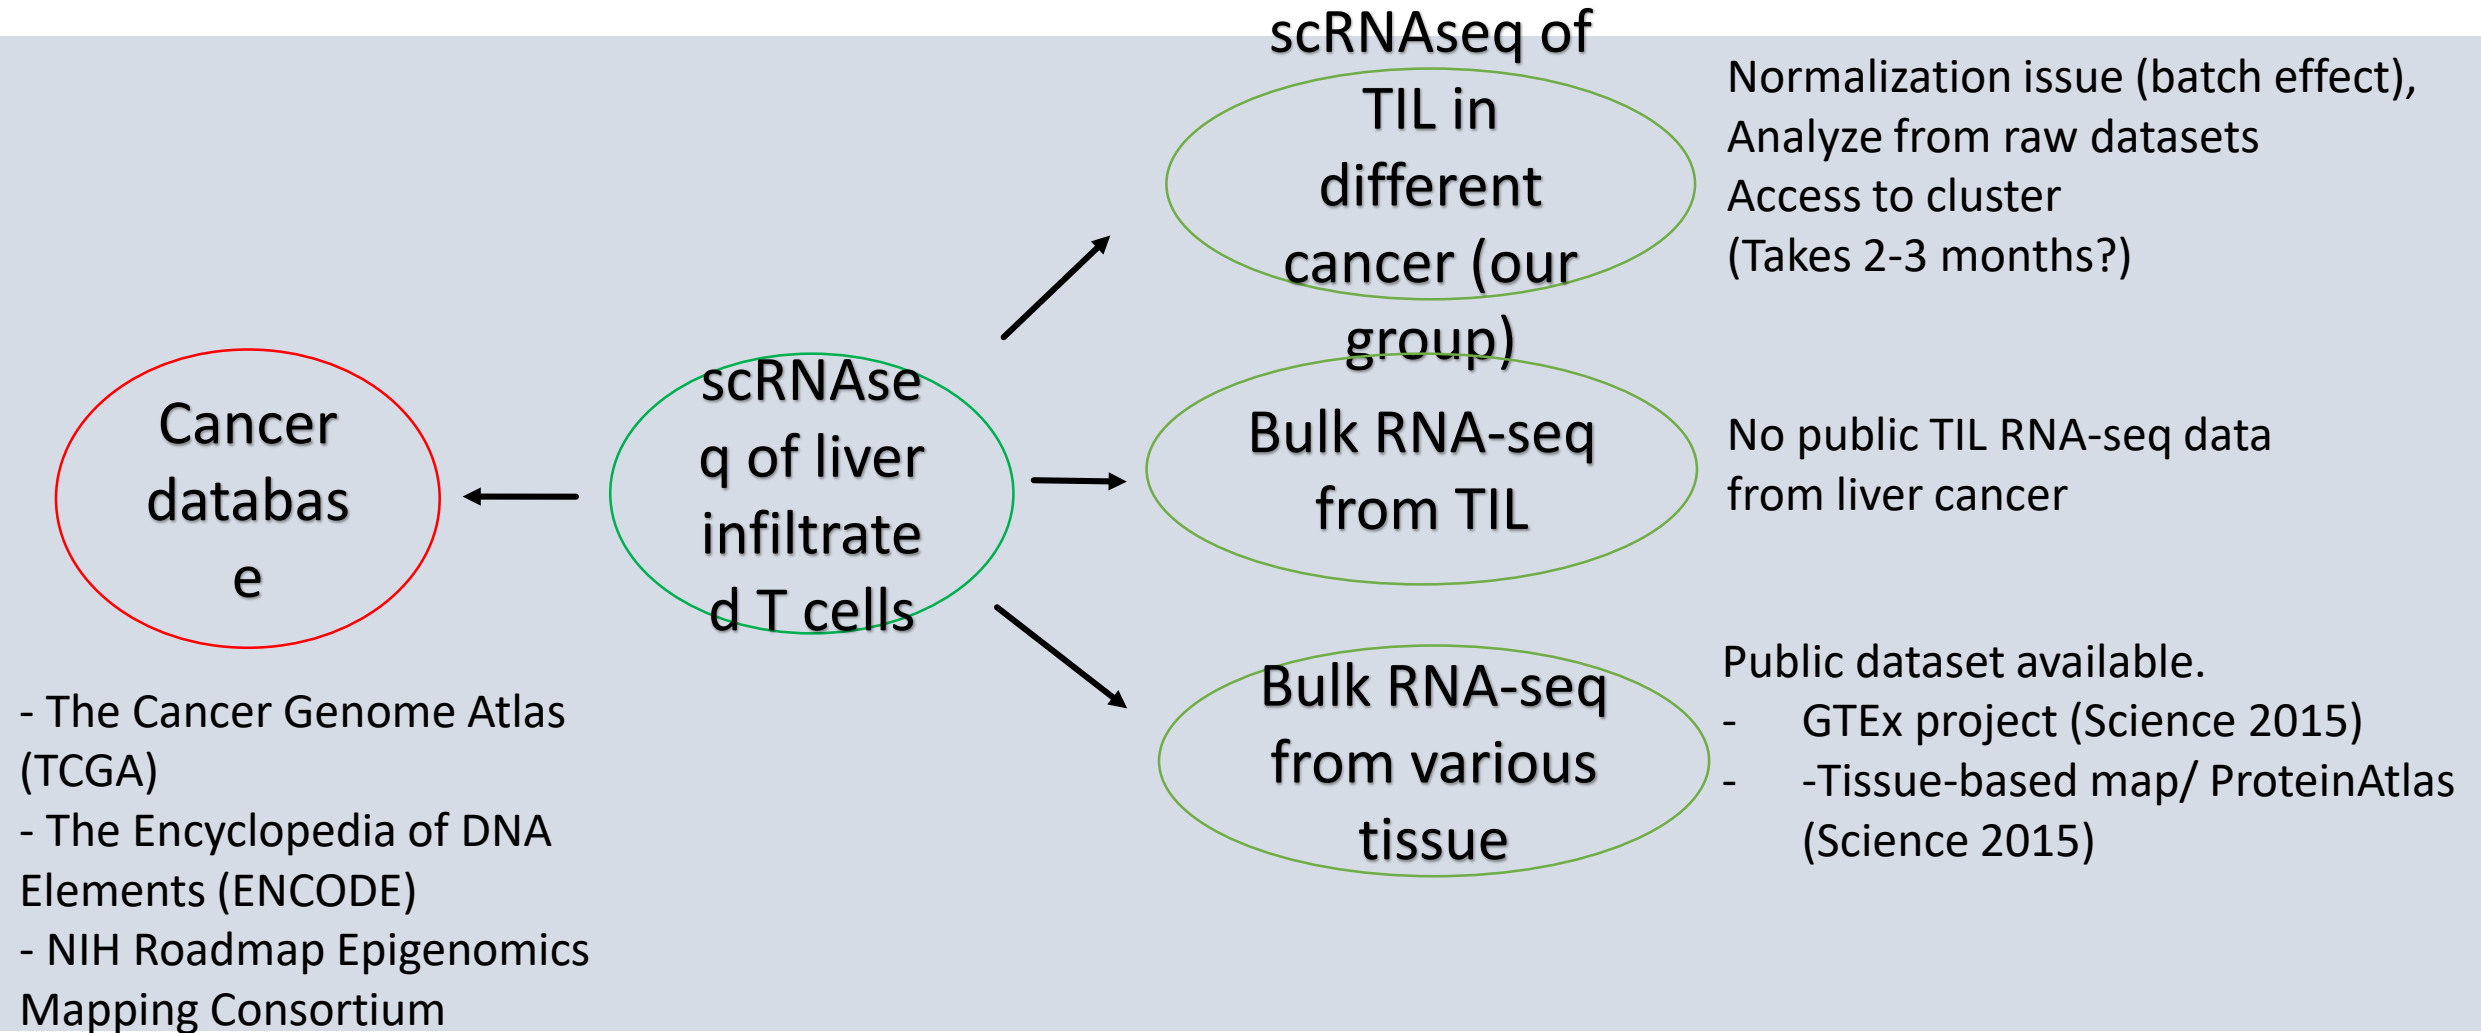 Cancer
databas
e
- The Cancer Genome Atlas
(TCGA)
- The Encyclopedia of DNA
Elements (ENCODE)
- NIH Roadmap Epigenomics
Mapping Consortium
scRNAse
q of liver
infiltrate
d T cells
scRNAseq of
TIL in
different
cancer (our
group)
Normalization issue (batch effect),
Analyze from raw datasets
Access to cluster
(Takes 2-3 months?)
Bulk RNA-seq
from TIL
No public TIL RNA-seq data
from liver cancer
Bulk RNA-seq
from various
tissue
Public dataset available.
- GTEx project (Science 2015)
- -Tissue-based map/ ProteinAtlas
(Science 2015)